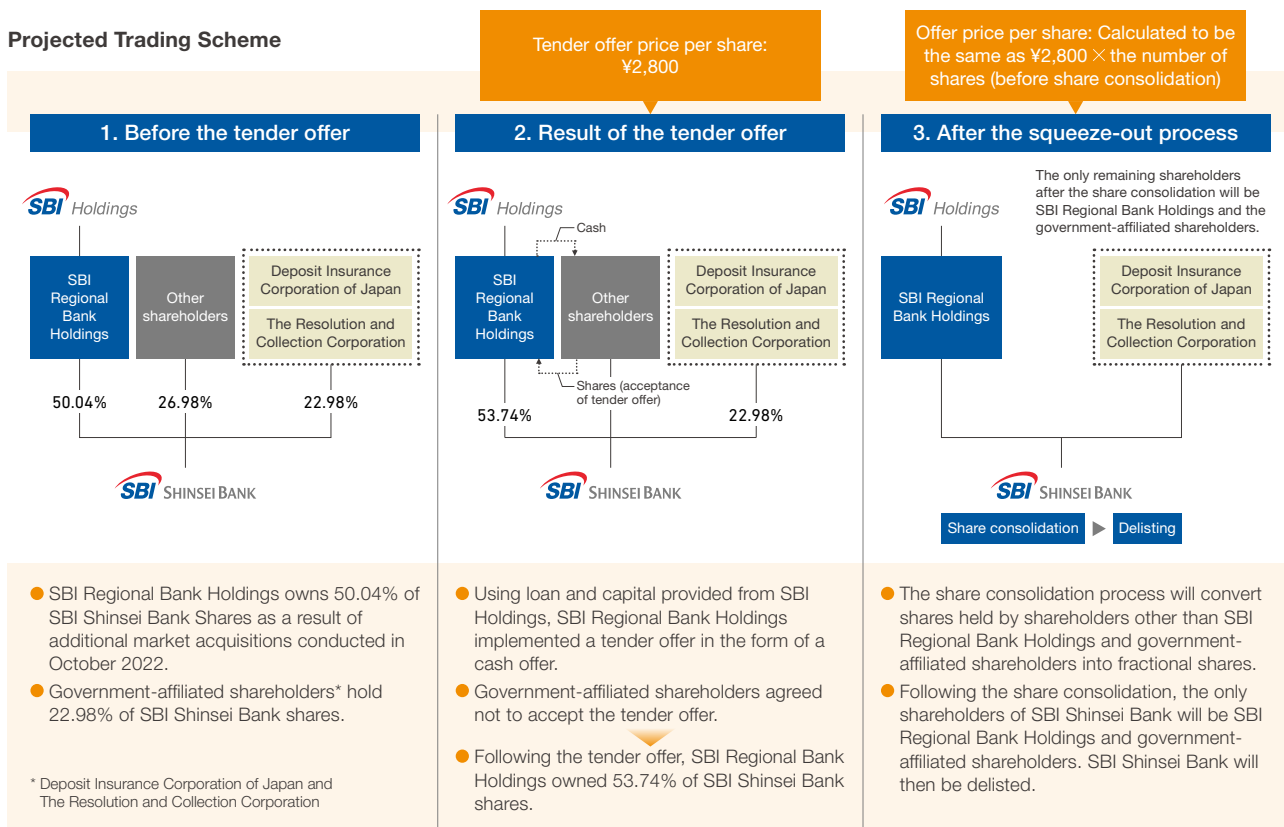 Projected Trading Scheme
Tender offer price per share:
¥2,800
Offer price per share: Calculated to be
the same as ¥2,800 × the number of
shares (before share consolidation)
1. Before the tender offer
SBI Holdings
SBI
Regional
Bank
Holdings
Other
shareholders
Deposit Insurance
Corporation of Japan
The Resolution and
Collection Corporation
50.04%
26.98%
22.98%
SBI SHINSEI BANK
SBI Regional Bank Holdings owns 50.04% of
SBI Shinsei Bank Shares as a result of
additional market acquisitions conducted in
October 2022.
Government-affiliated shareholders* hold
22.98% of SBI Shinsei Bank shares.
* Deposit Insurance Corporation of Japan and
The Resolution and Collection Corporation
2. Result of the tender offer
SBI Holdings
Cash
SBI
Regional
Bank
Holdings
Other
shareholders
Deposit Insurance
Corporation of Japan
The Resolution and
Collection Corporation
Shares (acceptance
of tender offer)
53.74%
22.98%
SBI SHINSEI BANK
Using loan and capital provided from SBI
Holdings, SBI Regional Bank Holdings
implemented a tender offer in the form of a
cash offer.
Government-affiliated shareholders agreed
not to accept the tender offer.
Following the tender offer, SBI Regional Bank
Holdings owned 53.74% of SBI Shinsei Bank
shares.
3. After the squeeze-out process
The only remaining shareholders
after the share consolidation will be
SBI Regional Bank Holdings and the
government-affiliated shareholders.
SBI Holdings
SBI Regional
Bank Holdings
Deposit Insurance
Corporation of Japan
The Resolution and
Collection Corporation
SBI SHINSEI BANK
Share consolidation
Delisting
The share consolidation process will convert
shares held by shareholders other than SBI
Regional Bank Holdings and government-
affiliated shareholders into fractional shares.
Following the share consolidation, the only
shareholders of SBI Shinsei Bank will be SBI
Regional Bank Holdings and government-
affiliated shareholders. SBI Shinsei Bank will
then be delisted.